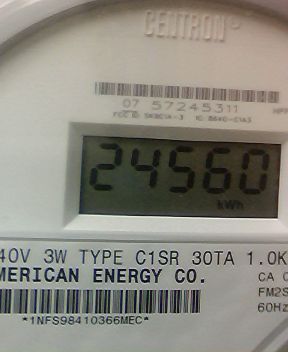 CENTRON®
07 57245311
24560
kWh
40V 3W TYPE C1SR 30TA 1.0K
MERICAN ENERGY CO.
CA
FM2S
60Hz
*1NFS98410366MEC*